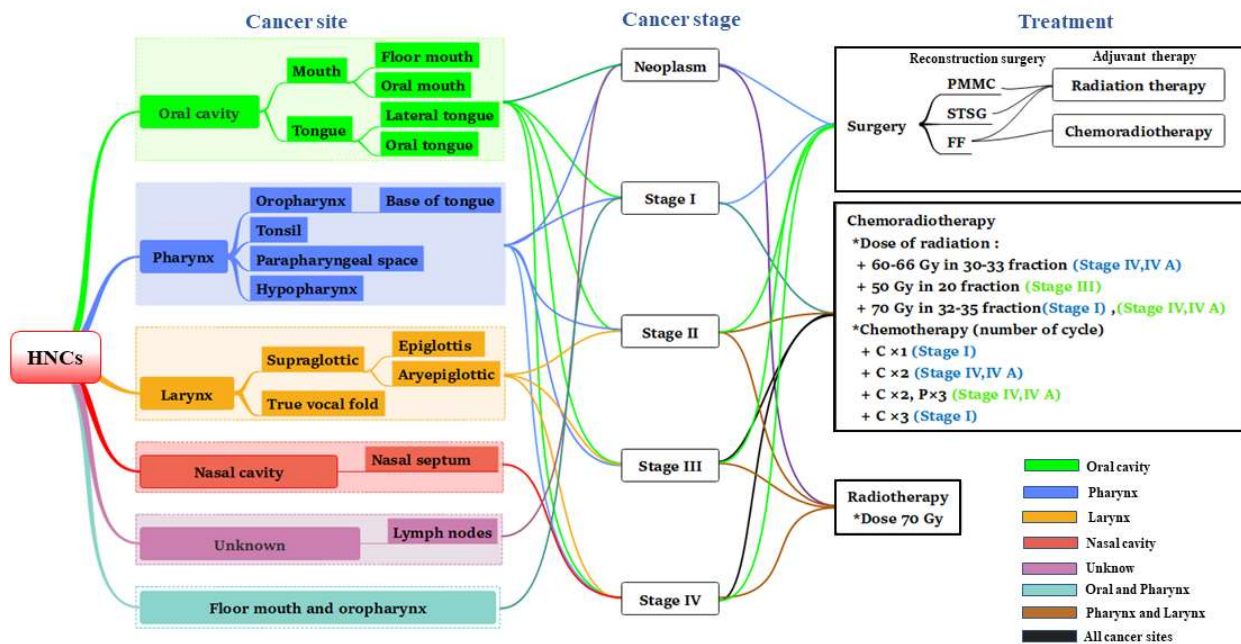 Cancer site
Cancer stage
Treatment
HNCs
Oral cavity
Mouth
Floor mouth
Oral mouth
Tongue
Lateral tongue
Oral tongue
Pharynx
Oropharynx
Base of tongue
Tonsil
Parapharyngeal space
Hypopharynx
Larynx
Supraglottic
Epiglottis
Aryepiglottic
True vocal fold
Nasal cavity
Nasal septum
Unknown
Lymph nodes
Floor mouth and oropharynx
Neoplasm
Stage I
Stage II
Stage III
Stage IV
Reconstruction surgery
Adjuvant therapy
Surgery
PMMC
STSG
FF
Radiation therapy
Chemoradiotherapy
Chemoradiotherapy
*Dose of radiation :
+ 60-66 Gy in 30-33 fraction (Stage IV,IV A)
+ 50 Gy in 20 fraction (Stage III)
+ 70 Gy in 32-35 fraction(Stage I) ,(Stage IV,IV A)
*Chemotherapy (number of cycle)
+ C ×1 (Stage I)
+ C ×2 (Stage IV,IV A)
+ C ×2, P×3 (Stage IV,IV A)
+ C ×3 (Stage I)
Radiotherapy
*Dose 70 Gy
Oral cavity
Pharynx
Larynx
Nasal cavity
Unknow
Oral and Pharynx
Pharynx and Larynx
All cancer sites